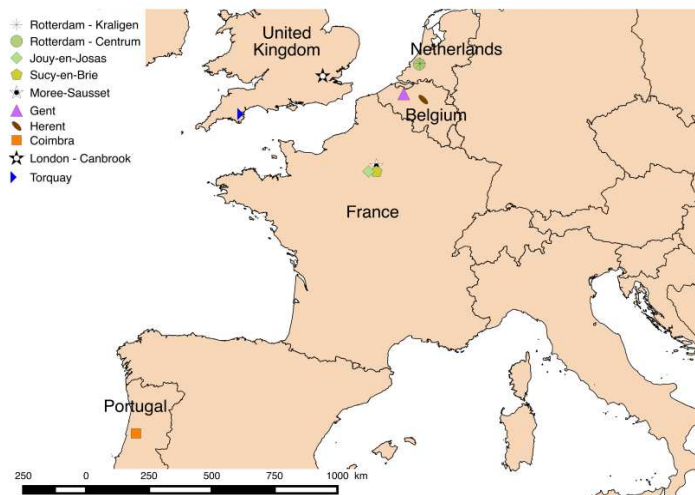 Rotterdam - Kraligen
Rotterdam - Centrum
Jouy-en-Josas
Sucy-en-Brie
Moree-Sausset
Gent
Herent
Coimbra
London - Canbrook
Torquay
United
Kingdom
Netherlands
Belgium
France
Portugal
250 0 250 500 750 1000 km